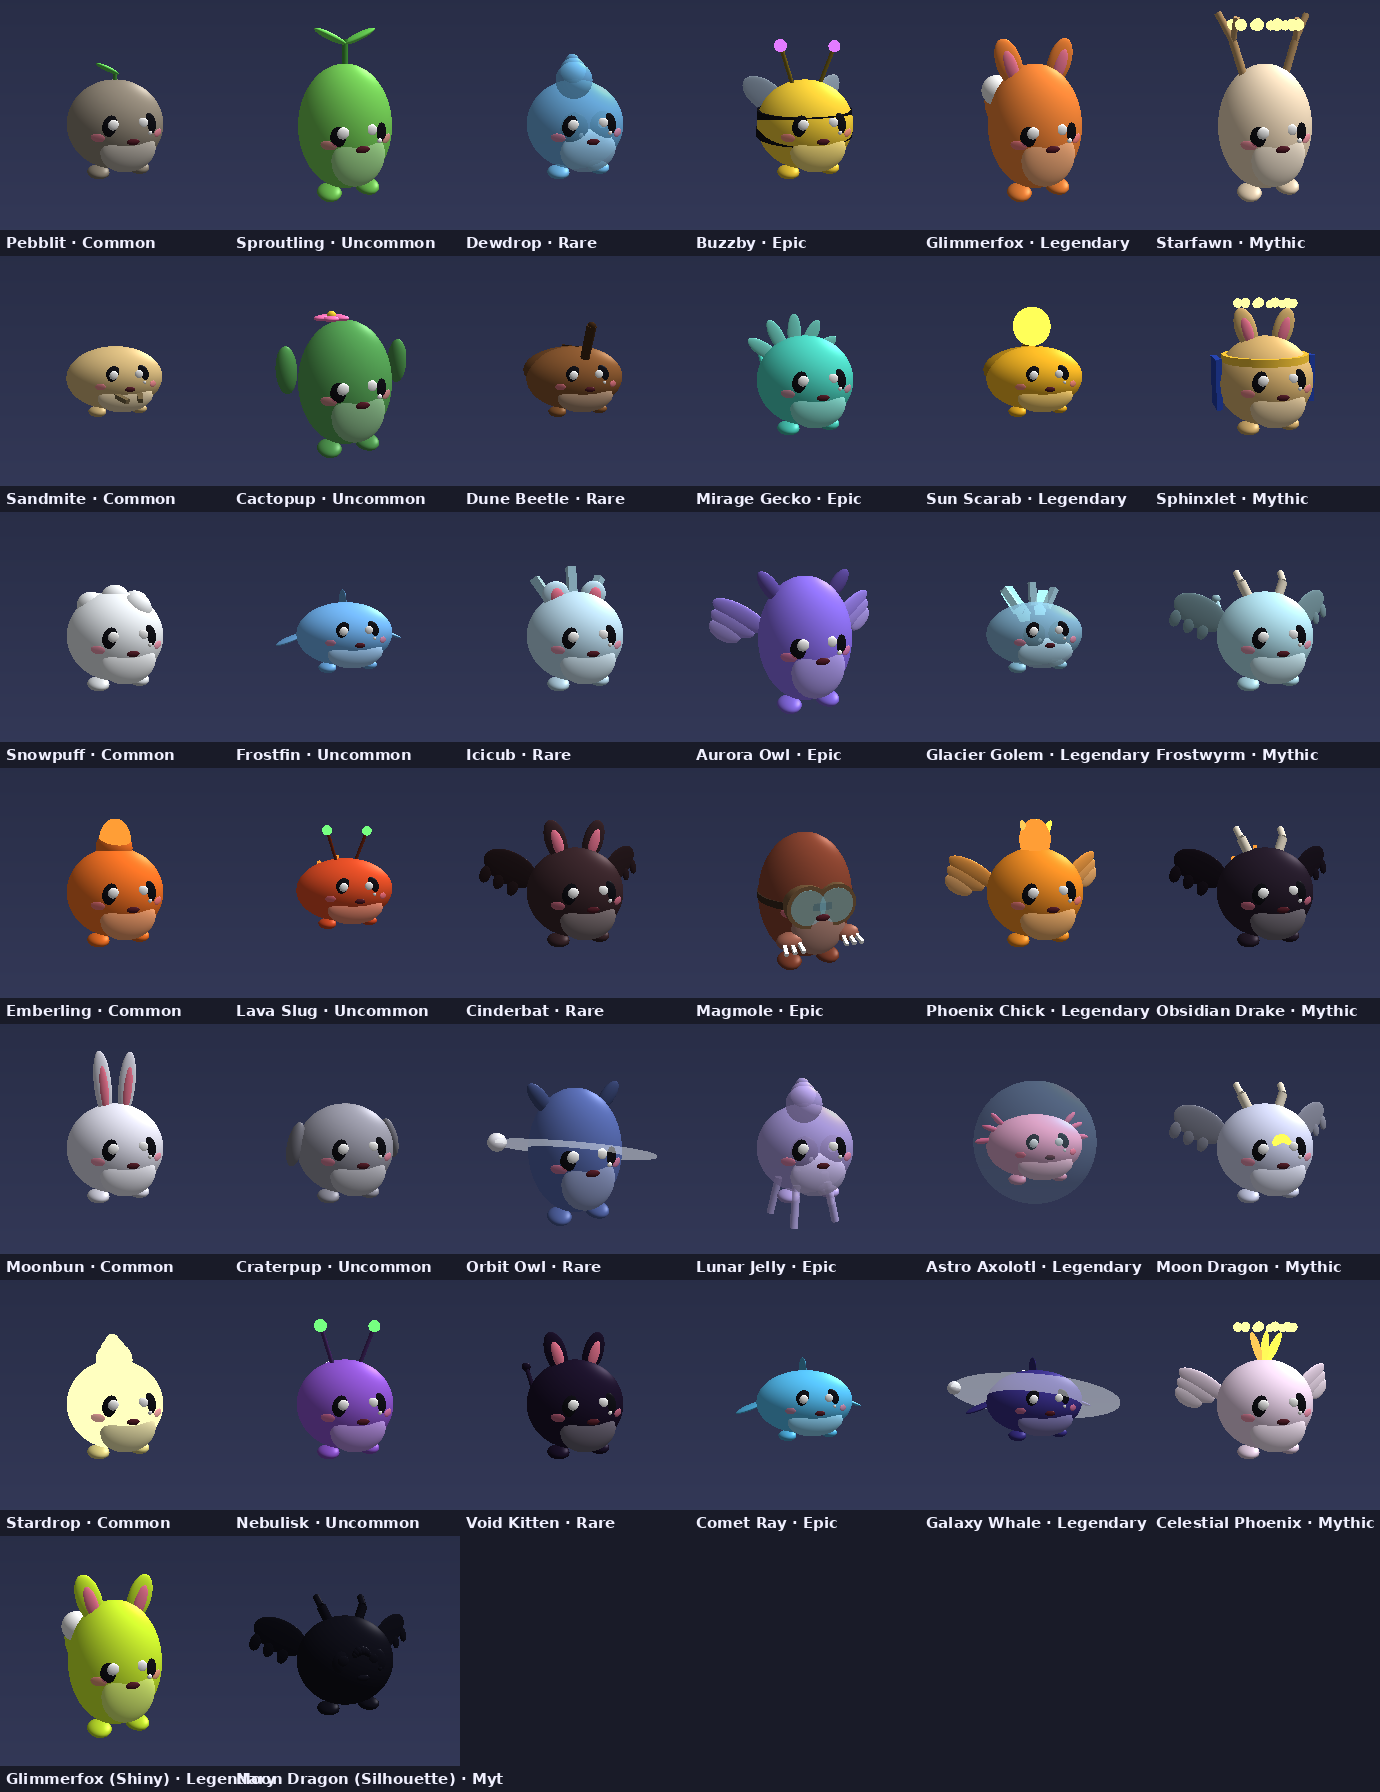 Pebblit · Common
Sproutling · Uncommon
Dewdrop · Rare
Buzzby · Epic
Glimmerfox · Legendary
Starfawn · Mythic
Sandmite · Common
Cactopup · Uncommon
Dune Beetle · Rare
Mirage Gecko · Epic
Sun Scarab · Legendary
Sphinxlet · Mythic
Snowpuff · Common
Frostfin · Uncommon
Icicub · Rare
Aurora Owl · Epic
Glacier Golem · Legendary
Frostwyrm · Mythic
Emberling · Common
Lava Slug · Uncommon
Cinderbat · Rare
Magmole · Epic
Phoenix Chick · Legendary
Obsidian Drake · Mythic
Moonbun · Common
Craterpup · Uncommon
Orbit Owl · Rare
Lunar Jelly · Epic
Astro Axolotl · Legendary
Moon Dragon · Mythic
Stardrop · Common
Nebulisk · Uncommon
Void Kitten · Rare
Comet Ray · Epic
Galaxy Whale · Legendary
Celestial Phoenix · Mythic
Glimmerfox (Shiny) · Legendary
Moon Dragon (Silhouette) · Myt